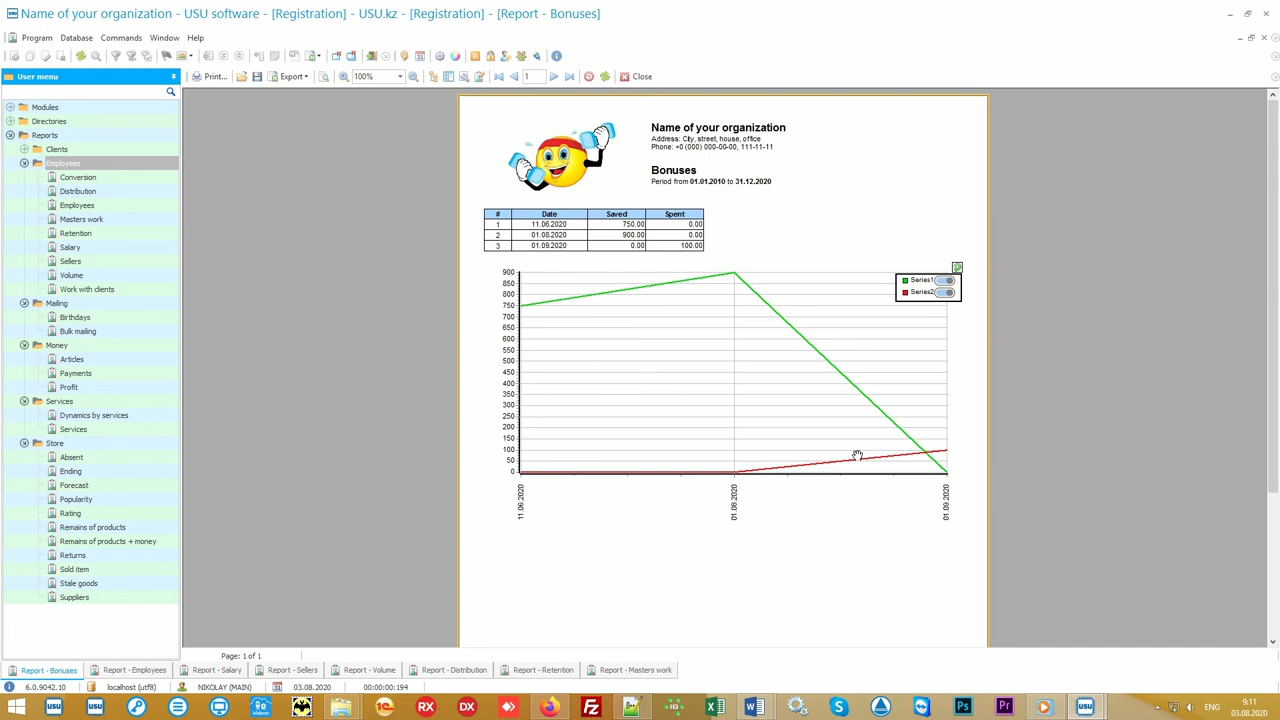 Name of your organization - USU software - [Registration] - USU.kz - [Registration] - [Report - Bonuses]
Program Database Commands Window Help
User menu
Print... Export 100% 1 Close
Modules
Directories
Reports
Clients
Employees
Conversion
Distribution
Employees
Masters work
Retention
Salary
Sellers
Volume
Work with clients
Mailing
Birthdays
Bulk mailing
Money
Articles
Payments
Profit
Services
Dynamics by services
Services
Store
Absent
Ending
Forecast
Popularity
Rating
Remains of products
Remains of products + money
Returns
Sold item
Stale goods
Suppliers
Name of your organization
Address: City, street, house, office
Phone: +0 (000) 000-00-00, 111-11-11
Bonuses
Period from 01.01.2010 to 31.12.2020
# Date Saved Spent
1 11.06.2020 750.00 0.00
2 01.08.2020 900.00 0.00
3 01.09.2020 0.00 100.00
900
850
800
750
700
650
600
550
500
450
400
350
300
250
200
150
100
50
0
Series1
Series2
11.06.2020
01.08.2020
01.09.2020
Page: 1 of 1
Report - Bonuses Report - Employees Report - Salary Report - Sellers Report - Volume Report - Distribution Report - Retention Report - Masters work
6.0.9042.10 localhost (utf8) NIKOLAY (MAIN) 03.08.2020 00:00:00:194
USU USU RX DX Fz Ps Pr USU ENG
9:11
03.08.2020